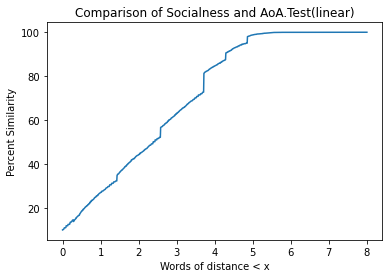 Comparison of Socialness and AoA.Test(linear)
Percent Similarity
100
80
60
40
20
0 1 2 3 4 5 6 7 8
Words of distance < x